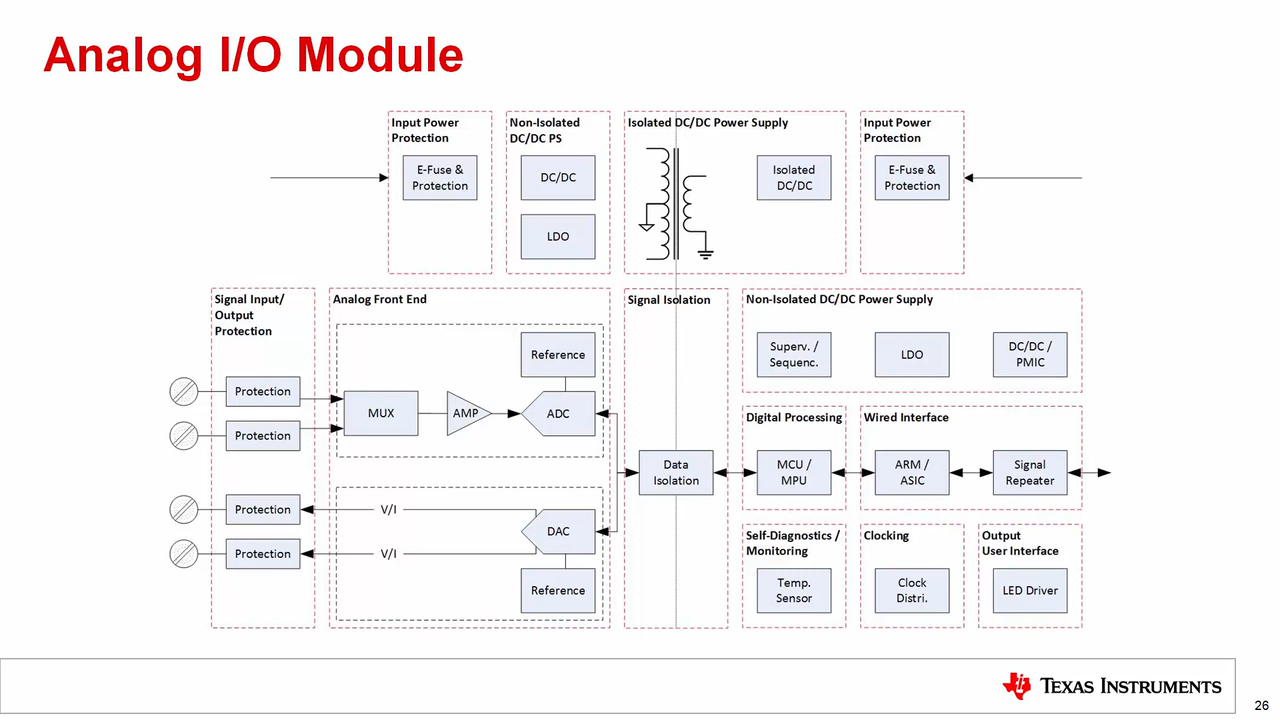 Analog I/O Module
Input Power
Protection
E-Fuse &
Protection
Non-Isolated
DC/DC PS
DC/DC
LDO
Isolated DC/DC Power Supply
Isolated
DC/DC
Input Power
Protection
E-Fuse &
Protection
Signal Input/
Output
Protection
Protection
Protection
Protection
Protection
Analog Front End
Reference
MUX
AMP
ADC
V/I
V/I
DAC
Reference
Signal Isolation
Data
Isolation
Non-Isolated DC/DC Power Supply
Superv. /
Sequenc.
LDO
DC/DC /
PMIC
Digital Processing
MCU /
MPU
Wired Interface
ARM /
ASIC
Signal
Repeater
Self-Diagnostics /
Monitoring
Temp.
Sensor
Clocking
Clock
Distri.
Output
User Interface
LED Driver
TEXAS INSTRUMENTS
26